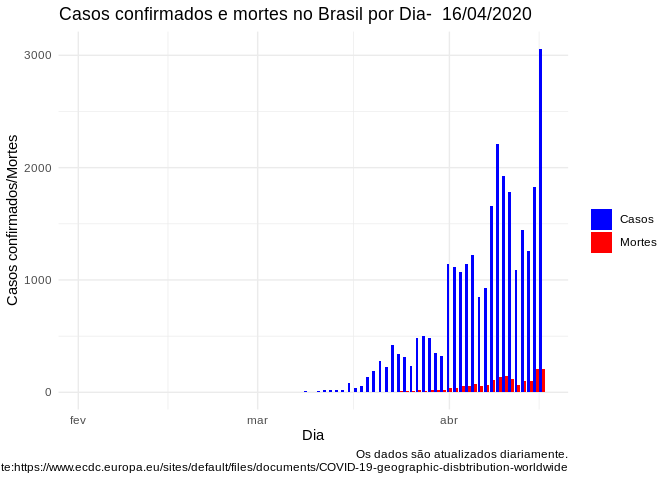 Casos confirmados e mortes no Brasil por Dia-  16/04/2020
3000
2000
1000
0
Casos confirmados/Mortes
fev
mar
abr
Dia
Casos
Mortes
Os dados são atualizados diariamente.
te:https://www.ecdc.europa.eu/sites/default/files/documents/COVID-19-geographic-disbtribution-worldwide